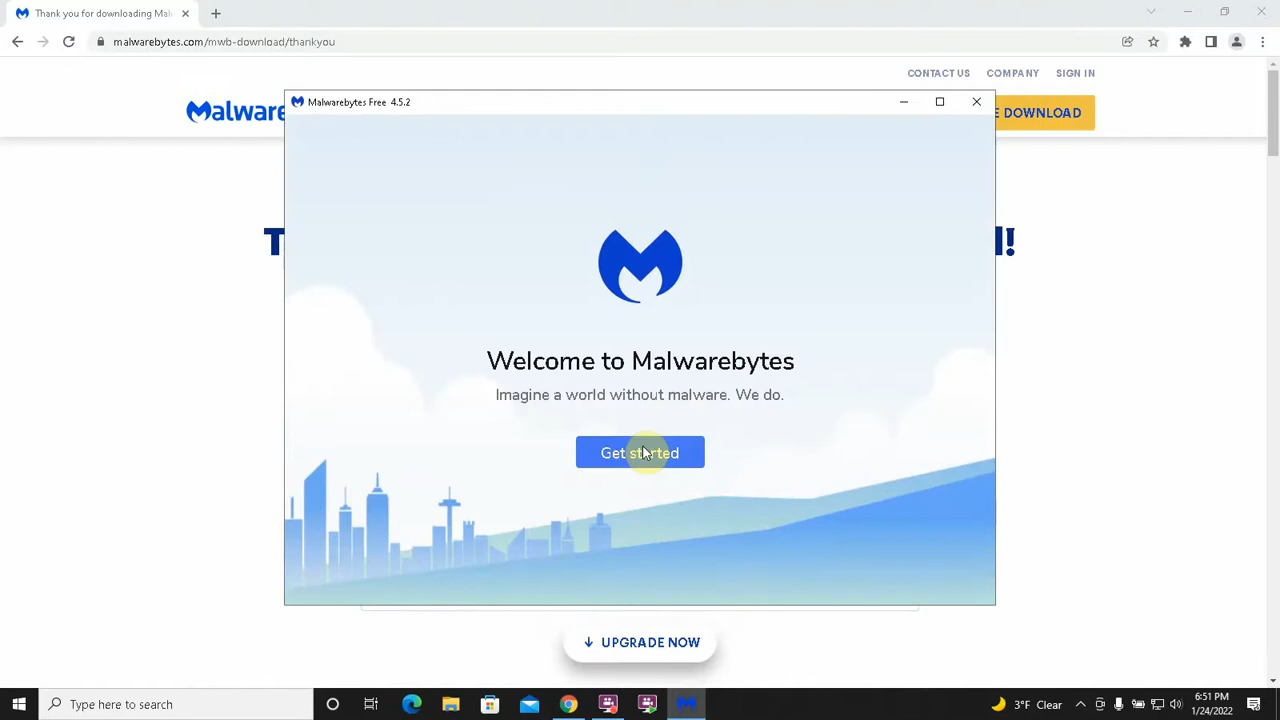 Thank you for downloading Mal
malwarebytes.com/mwb-download/thankyou
CONTACT US COMPANY SIGN IN
Malware
E DOWNLOAD
Malwarebytes Free 4.5.2
T
!
Welcome to Malwarebytes
Imagine a world without malware. We do.
Get started
UPGRADE NOW
Type here to search
3°F Clear
6:51 PM
1/24/2022